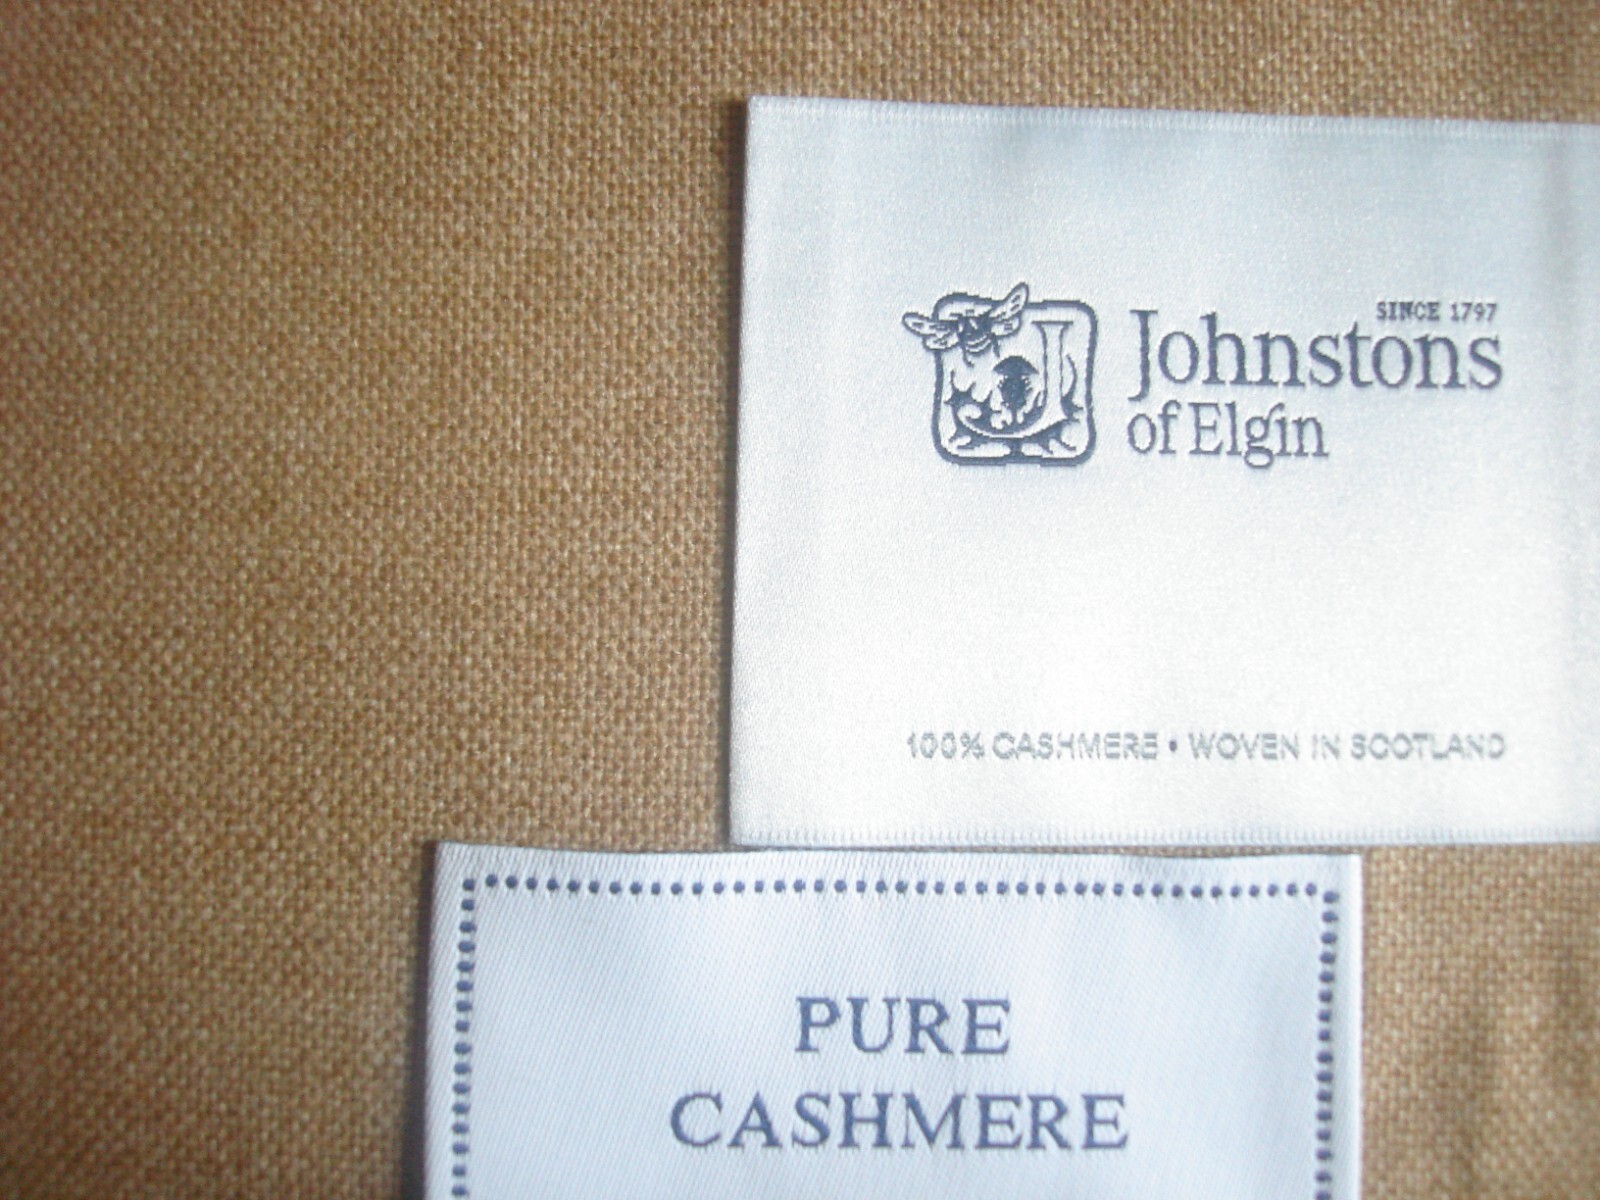 SINCE 1797
Johnstons
of Elgin
100% CASHMERE • WOVEN IN SCOTLAND
PURE
CASHMERE